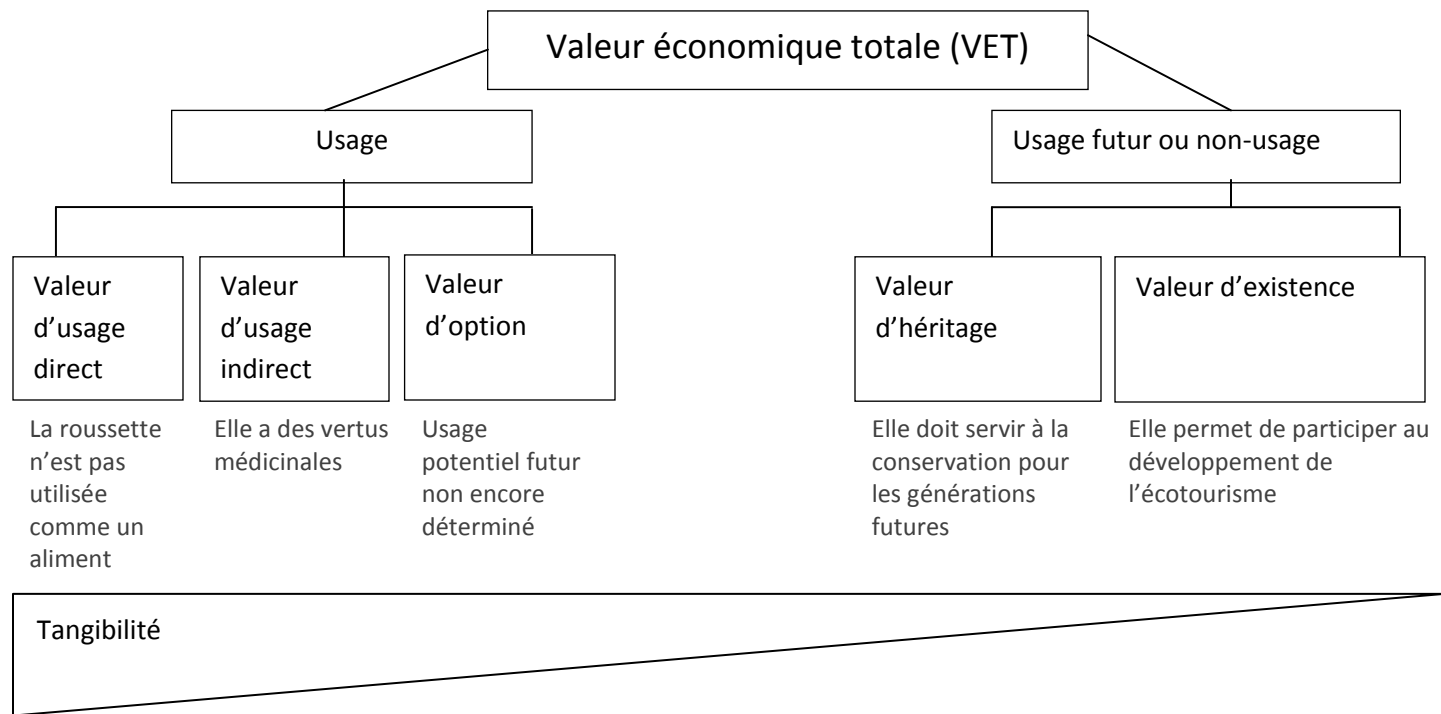 Valeur économique totale (VET)
Usage
Usage futur ou non-usage
Valeur
d’usage
direct
Valeur
d’usage
indirect
Valeur
d’option
Valeur
d’héritage
Valeur d’existence
La roussette
n’est pas
utilisée
comme un
aliment
Elle a des vertus
médicinales
Usage
potentiel futur
non encore
déterminé
Elle doit servir à la
conservation pour
les générations
futures
Elle permet de participer au
développement de
l’écotourisme
Tangibilité